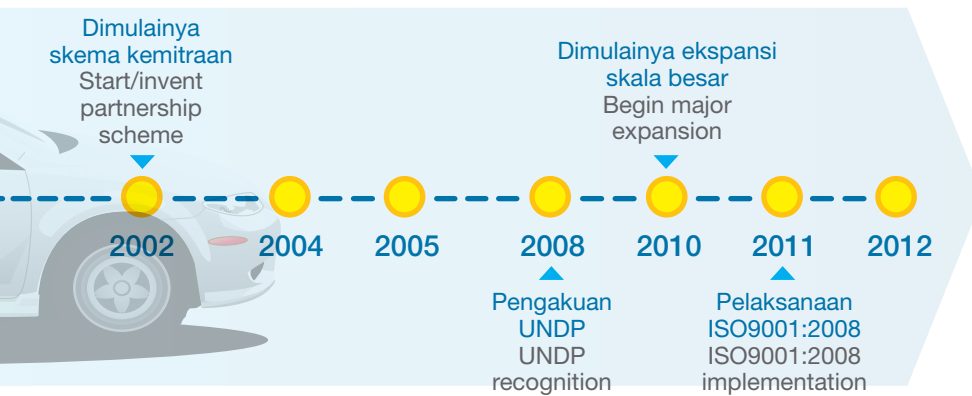 Dimulainya
skema kemitraan
Start/invent
partnership
scheme
Dimulainya ekspansi
skala besar
Begin major
expansion
2002
2004
2005
2008
2010
2011
2012
Pengakuan
UNDP
UNDP
recognition
Pelaksanaan
ISO9001:2008
ISO9001:2008
implementation